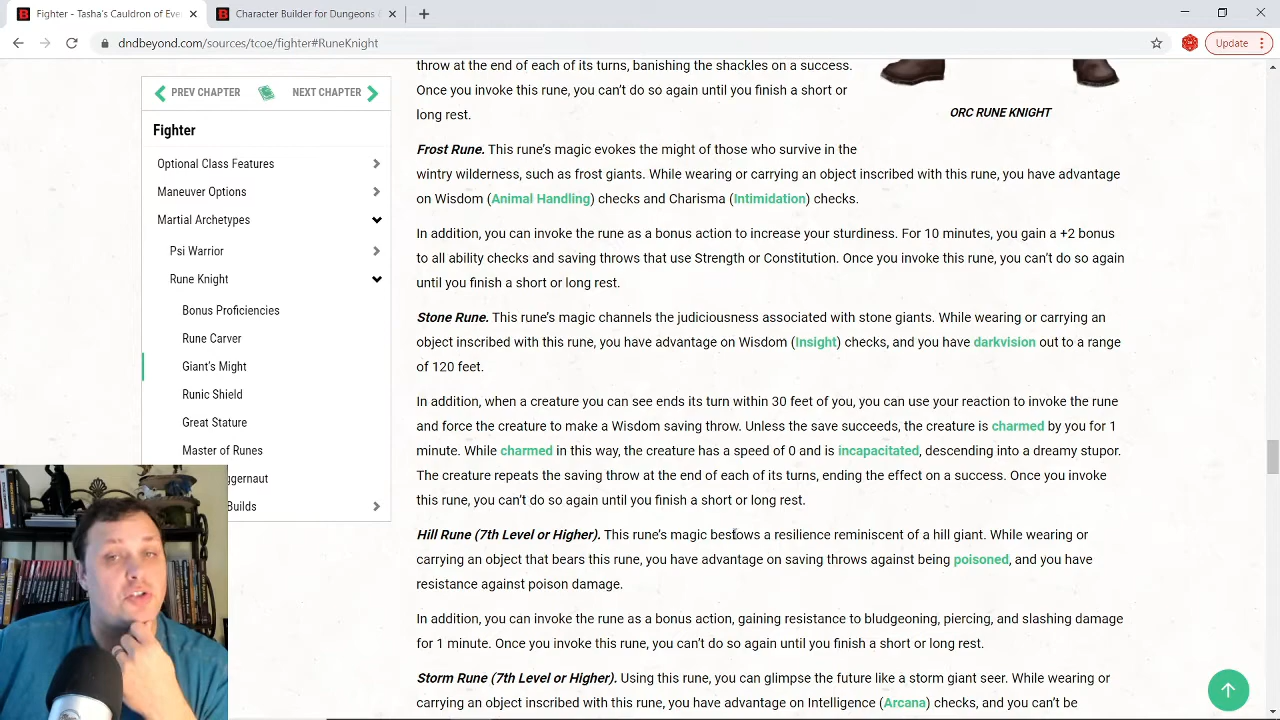 Fighter - Tasha's Cauldron of Eve
Character Builder for Dungeons
dndbeyond.com/sources/tcoe/fighter#RuneKnight
Update
PREV CHAPTER
NEXT CHAPTER
Fighter
Optional Class Features
Maneuver Options
Martial Archetypes
Psi Warrior
Rune Knight
Bonus Proficiencies
Rune Carver
Giant's Might
Runic Shield
Great Stature
Master of Runes
ggernaut
Builds
throw at the end of each of its turns, banishing the shackles on a success.
Once you invoke this rune, you can't do so again until you finish a short or
long rest.
ORC RUNE KNIGHT
Frost Rune. This rune's magic evokes the might of those who survive in the
wintry wilderness, such as frost giants. While wearing or carrying an object inscribed with this rune, you have advantage
on Wisdom (Animal Handling) checks and Charisma (Intimidation) checks.
In addition, you can invoke the rune as a bonus action to increase your sturdiness. For 10 minutes, you gain a +2 bonus
to all ability checks and saving throws that use Strength or Constitution. Once you invoke this rune, you can't do so again
until you finish a short or long rest.
Stone Rune. This rune's magic channels the judiciousness associated with stone giants. While wearing or carrying an
object inscribed with this rune, you have advantage on Wisdom (Insight) checks, and you have darkvision out to a range
of 120 feet.
In addition, when a creature you can see ends its turn within 30 feet of you, you can use your reaction to invoke the rune
and force the creature to make a Wisdom saving throw. Unless the save succeeds, the creature is charmed by you for 1
minute. While charmed in this way, the creature has a speed of 0 and is incapacitated, descending into a dreamy stupor.
The creature repeats the saving throw at the end of each of its turns, ending the effect on a success. Once you invoke
this rune, you can't do so again until you finish a short or long rest.
Hill Rune (7th Level or Higher). This rune's magic bestows a resilience reminiscent of a hill giant. While wearing or
carrying an object that bears this rune, you have advantage on saving throws against being poisoned, and you have
resistance against poison damage.
In addition, you can invoke the rune as a bonus action, gaining resistance to bludgeoning, piercing, and slashing damage
for 1 minute. Once you invoke this rune, you can't do so again until you finish a short or long rest.
Storm Rune (7th Level or Higher). Using this rune, you can glimpse the future like a storm giant seer. While wearing or
carrying an object inscribed with this rune, you have advantage on Intelligence (Arcana) checks, and you can't be